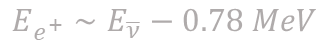 E_{e^+} ∼ E_{\bar{ν}} − 0.78 MeV